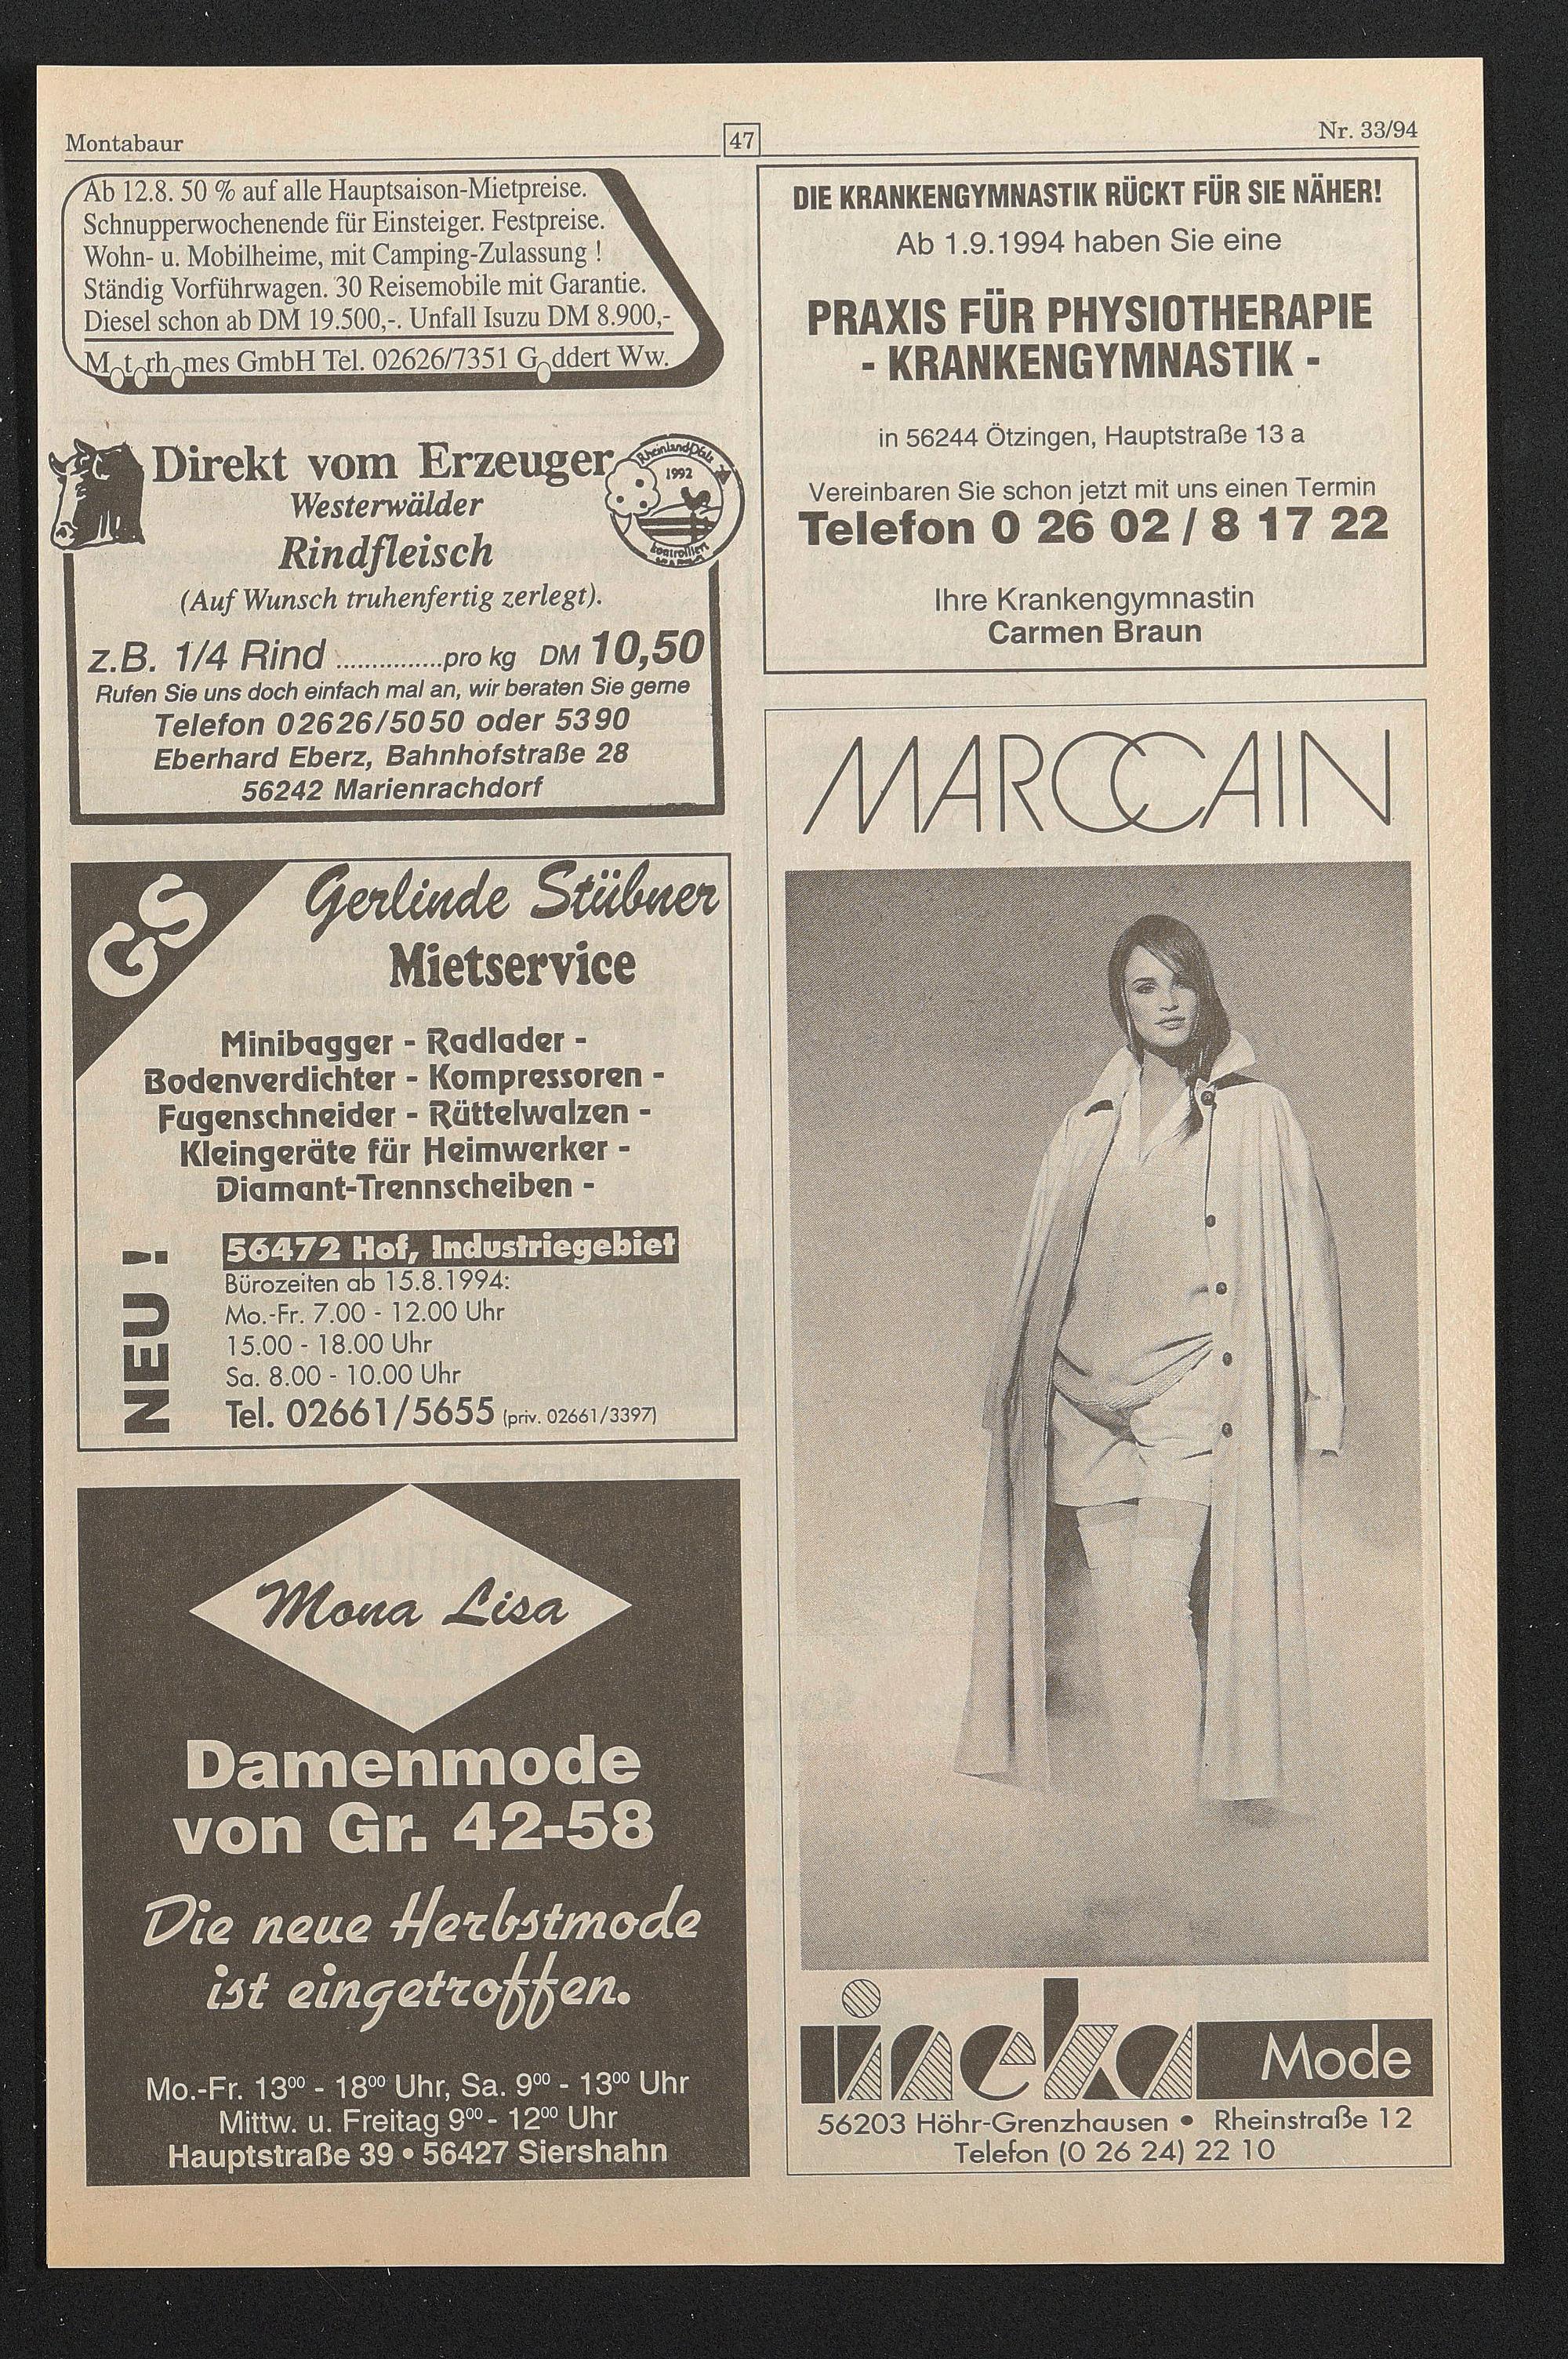 Montabaur
47
Nr. 33/94
Ab 12.8. 50 % auf alle Hauptsaison-Mietpreise.
Schnupperwochenende für Einsteiger. Festpreise.
Wohn- u. Mobilheime, mit Camping-Zulassung !
Ständig Vorführwagen. 30 Reisemobile mit Garantie.
Diesel schon ab DM 19.500,-. Unfall Isuzu DM 8.900,-
Motorhomes GmbH Tel. 02626/7351 Goddert Ww.
Direkt vom Erzeuger
Rheinland-Pfalz
1992
kontrolliert
Westerwälder
Rindfleisch
(Auf Wunsch truhenfertig zerlegt).
z.B. 1/4 Rind ...............pro kg DM 10,50
Rufen Sie uns doch einfach mal an, wir beraten Sie gerne
Telefon 02626/5050 oder 5390
Eberhard Eberz, Bahnhofstraße 28
56242 Marienrachdorf
GS
Gerlinde Stübner
Mietservice
Minibagger - Radlader -
Bodenverdichter - Kompressoren -
Fugenschneider - Rüttelwalzen -
Kleingeräte für Heimwerker -
Diamant-Trennscheiben -
NEU !
56472 Hof, Industriegebiet
Bürozeiten ab 15.8.1994:
Mo.-Fr. 7.00 - 12.00 Uhr
15.00 - 18.00 Uhr
Sa. 8.00 - 10.00 Uhr
Tel. 02661/5655 (priv. 02661/3397)
Mona Lisa
Damenmode
von Gr. 42-58
Die neue Herbstmode
ist eingetroffen.
Mo.-Fr. 13⁰⁰ - 18⁰⁰ Uhr, Sa. 9⁰⁰ - 13⁰⁰ Uhr
Mittw. u. Freitag 9⁰⁰ - 12⁰⁰ Uhr
Hauptstraße 39 • 56427 Siershahn
DIE KRANKENGYMNASTIK RÜCKT FÜR SIE NÄHER!
Ab 1.9.1994 haben Sie eine
PRAXIS FÜR PHYSIOTHERAPIE
- KRANKENGYMNASTIK -
in 56244 Ötzingen, Hauptstraße 13 a
Vereinbaren Sie schon jetzt mit uns einen Termin
Telefon 0 26 02 / 8 17 22
Ihre Krankengymnastin
Carmen Braun
MARCCAIN
ineka Mode
56203 Höhr-Grenzhausen • Rheinstraße 12
Telefon (0 26 24) 22 10